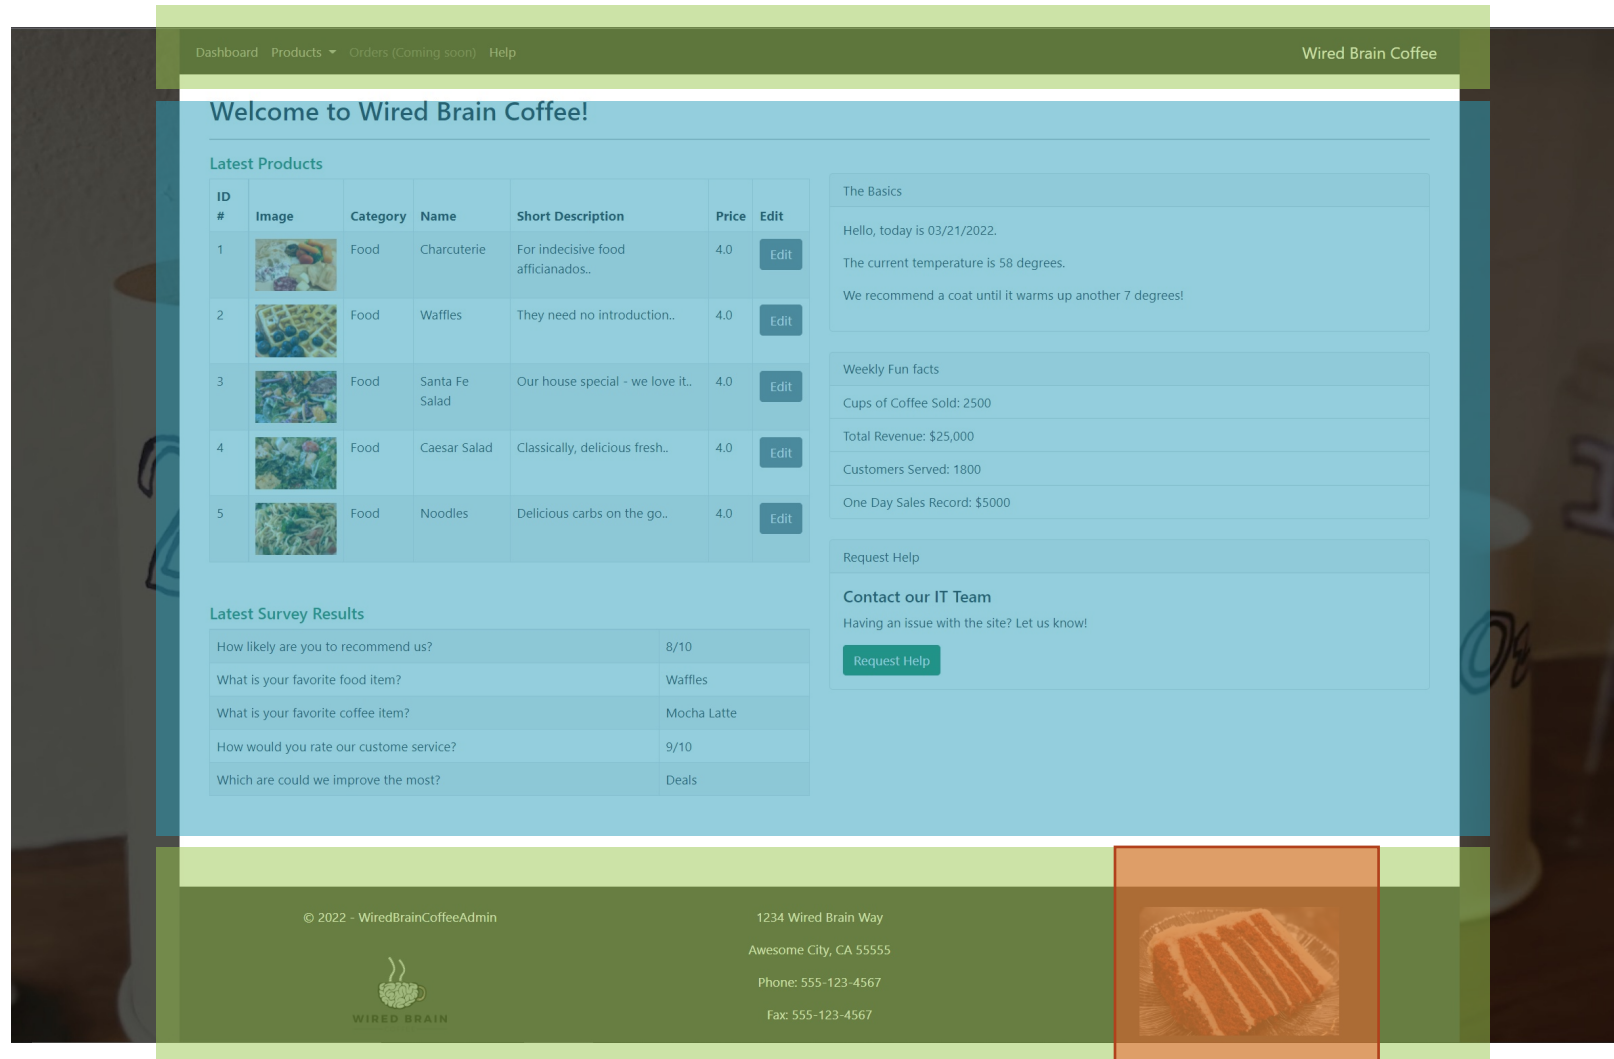 Dashboard Products Orders (Coming soon) Help Wired Brain Coffee
Welcome to Wired Brain Coffee!
Latest Products
ID # Image Category Name Short Description Price Edit
1 Food Charcuterie For indecisive food afficianados.. 4.0 Edit
2 Food Waffles They need no introduction.. 4.0 Edit
3 Food Santa Fe Salad Our house special - we love it.. 4.0 Edit
4 Food Caesar Salad Classically, delicious fresh.. 4.0 Edit
5 Food Noodles Delicious carbs on the go.. 4.0 Edit
Latest Survey Results
How likely are you to recommend us? 8/10
What is your favorite food item? Waffles
What is your favorite coffee item? Mocha Latte
How would you rate our custome service? 9/10
Which are could we improve the most? Deals
The Basics
Hello, today is 03/21/2022.
The current temperature is 58 degrees.
We recommend a coat until it warms up another 7 degrees!
Weekly Fun facts
Cups of Coffee Sold: 2500
Total Revenue: $25,000
Customers Served: 1800
One Day Sales Record: $5000
Request Help
Contact our IT Team
Having an issue with the site? Let us know!
Request Help
© 2022 - WiredBrainCoffeeAdmin
WIRED BRAIN
1234 Wired Brain Way
Awesome City, CA 55555
Phone: 555-123-4567
Fax: 555-123-4567